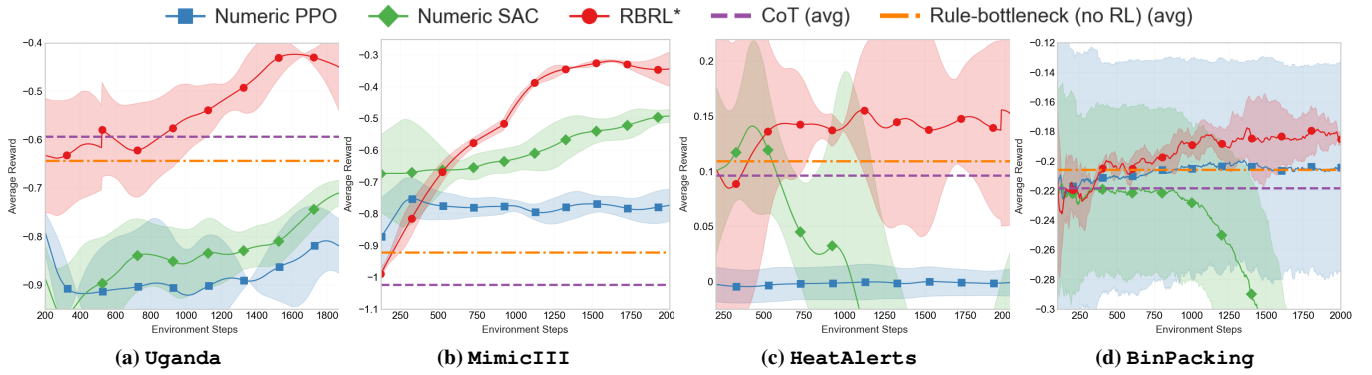 Numeric PPO Numeric SAC RBRL* CoT (avg) Rule-bottleneck (no RL) (avg)
−0.4
−0.5
−0.6
−0.7
−0.8
−0.9
Average Reward
200 400 600 800 1000 1200 1400 1600 1800
Environment Steps
(a) Uganda
−0.3
−0.4
−0.5
−0.6
−0.7
−0.8
−0.9
−1
−1.1
Average Reward
250 500 750 1000 1250 1500 1750 2000
Environment Steps
(b) MimicIII
0.2
0.15
0.1
0.05
0
Average Reward
250 500 750 1000 1250 1500 1750 2000
Environment Steps
(c) HeatAlerts
−0.12
−0.14
−0.16
−0.18
−0.2
−0.22
−0.24
−0.26
−0.28
−0.3
Average Reward
250 500 750 1000 1250 1500 1750 2000
Environment Steps
(d) BinPacking